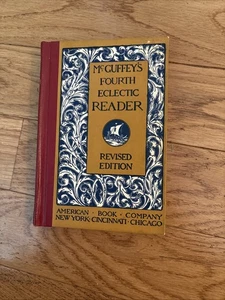 MCGUFFEY'S
FOURTH
ECLECTIC
READER
REVISED
EDITION
AMERICAN · BOOK · COMPANY
NEW YORK · CINCINNATI · CHICAGO